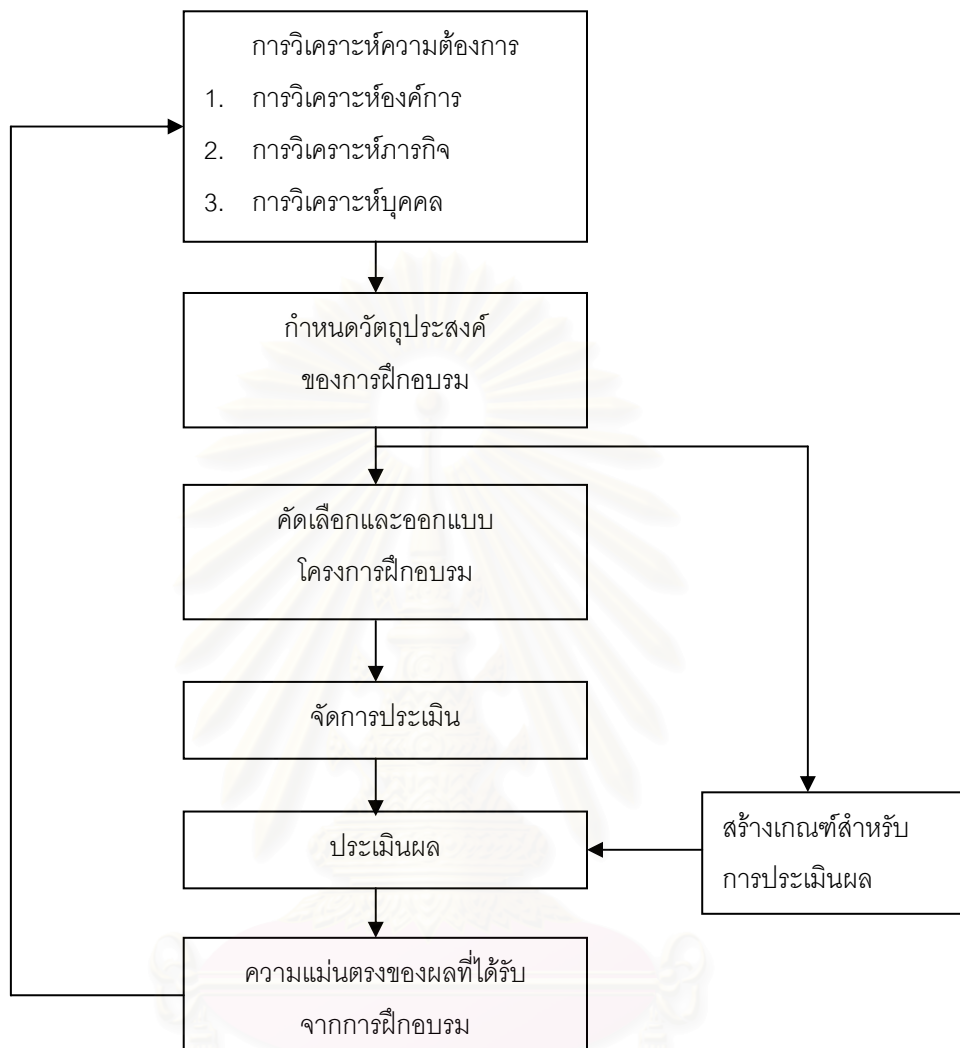 การวิเคราะห์ความต้องการ
1. การวิเคราะห์องค์การ
2. การวิเคราะห์ภารกิจ
3. การวิเคราะห์บุคคล
กำหนดวัตถุประสงค์
ของการฝึกอบรม
คัดเลือกและออกแบบ
โครงการฝึกอบรม
จัดการประเมิน
ประเมินผล
สร้างเกณฑ์สำหรับ
การประเมินผล
ความแม่นตรงของผลที่ได้รับ
จากการฝึกอบรม